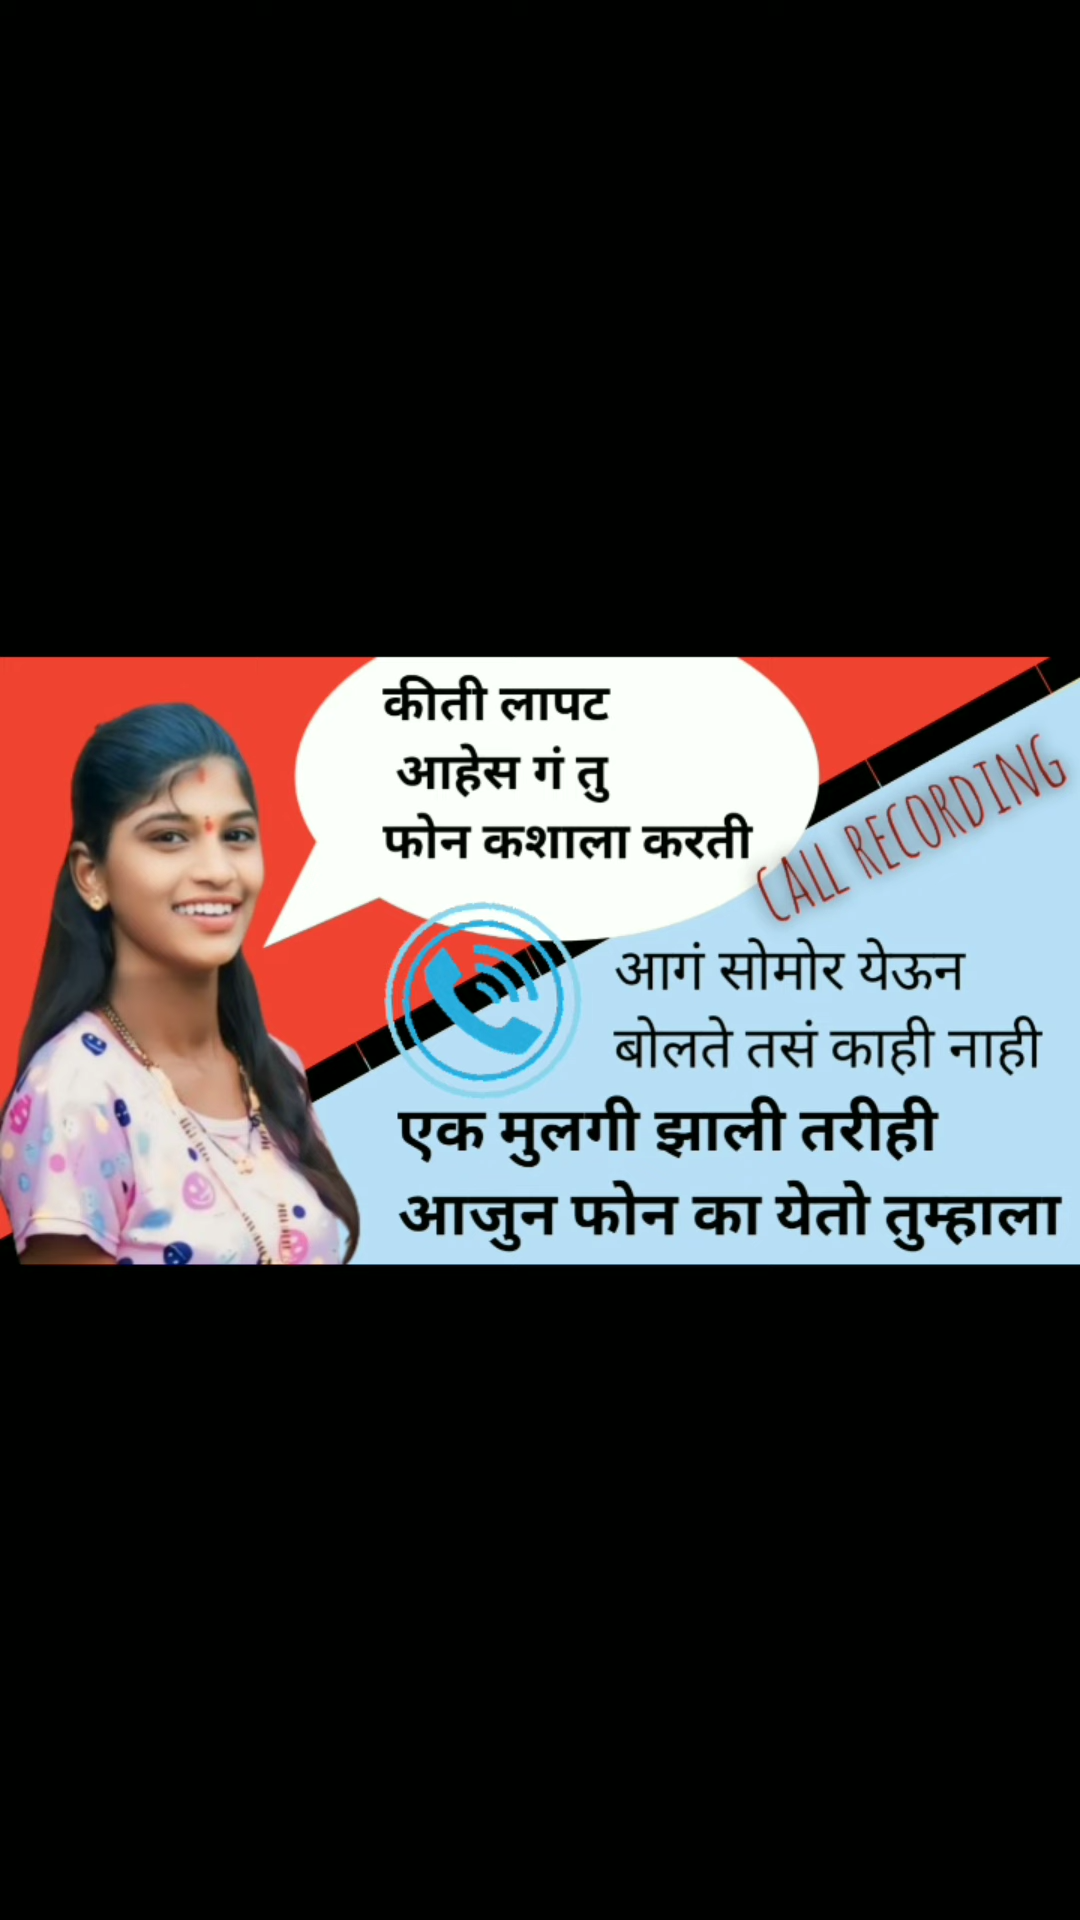 कीती लापट
आहेस गं तु
फोन कशाला करती
CALL RECORDING
आगं सोमोर येऊन
बोलते तसं काही नाही
एक मुलगी झाली तरीही
आजुन फोन का येतो तुम्हाला